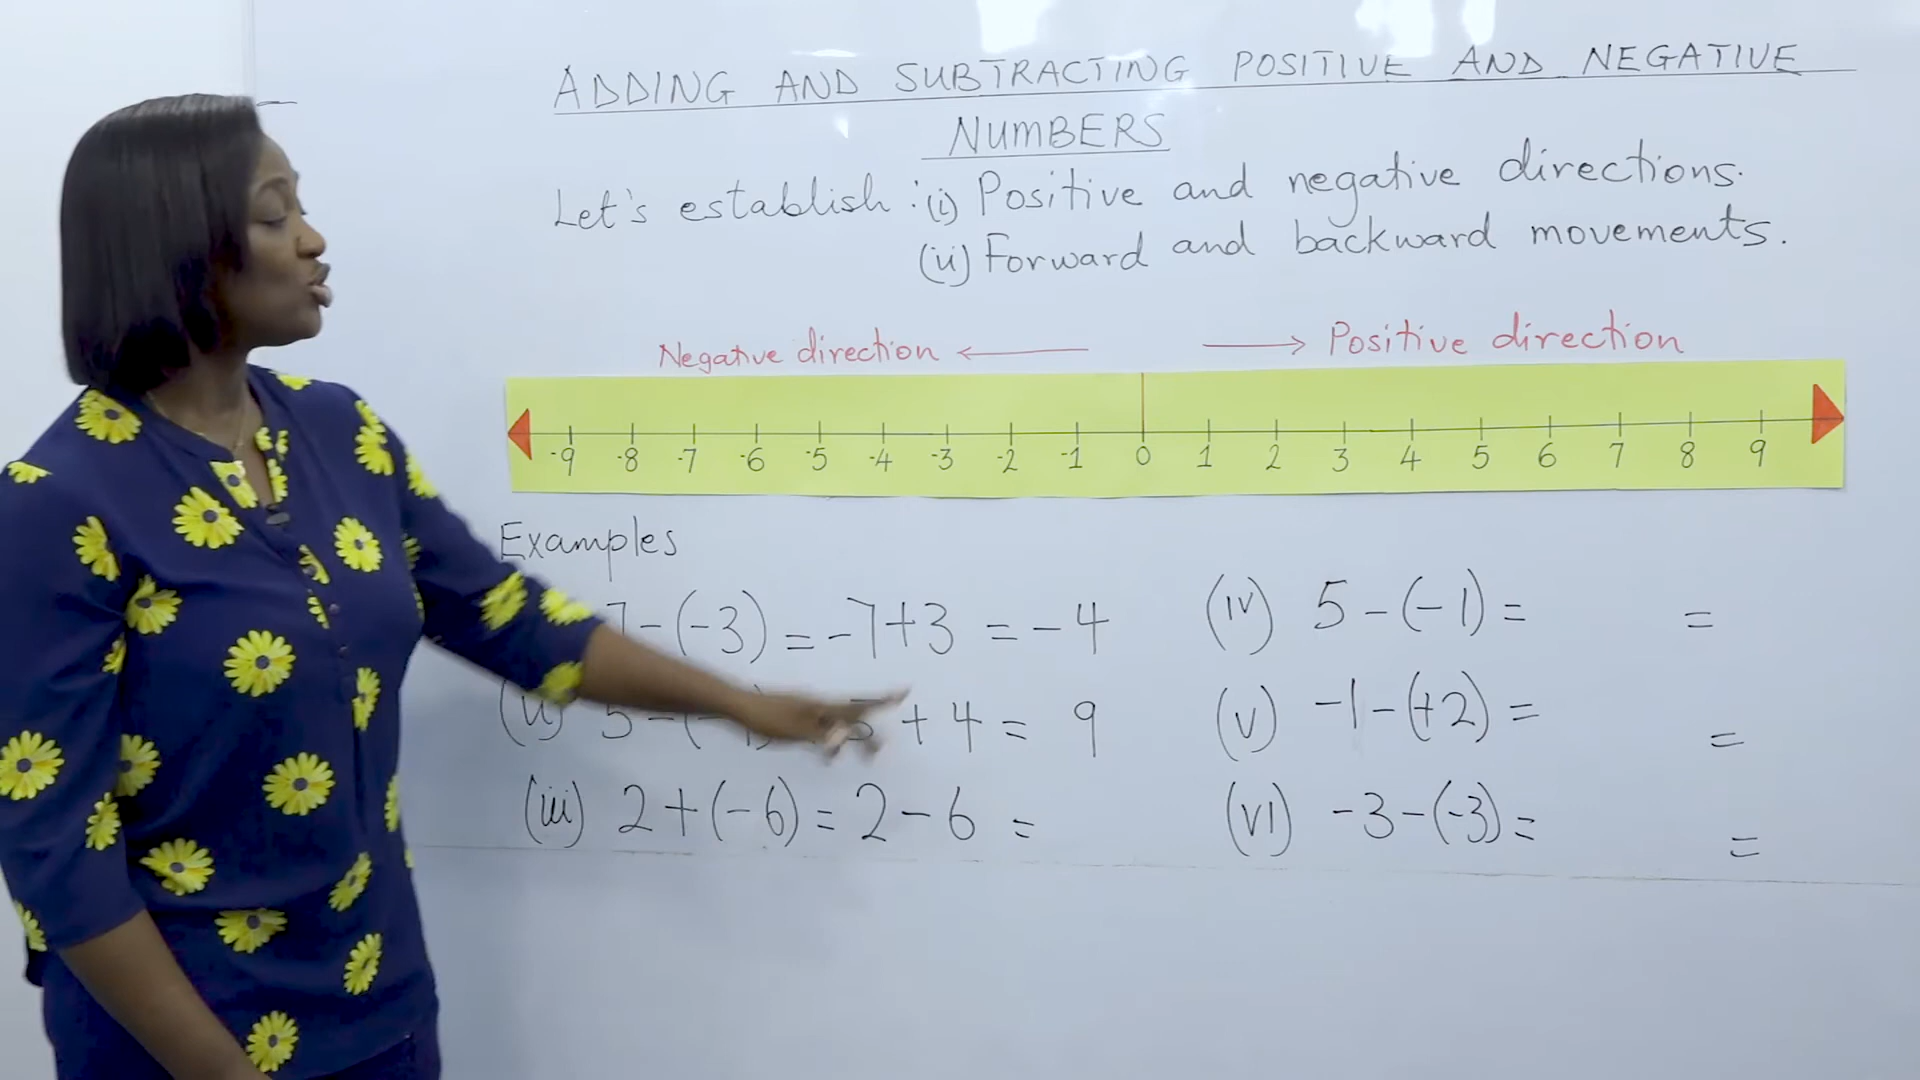 ADDING AND SUBTRACTING POSITIVE AND NEGATIVE
NUMBERS
Let's establish: (i) Positive and negative directions.
(ii) Forward and backward movements.
Negative direction ← → Positive direction
-9 -8 -7 -6 -5 -4 -3 -2 -1 0 1 2 3 4 5 6 7 8 9
Examples
7-(-3) = -7+3 = -4
(ii) 5-(- 5+4 = 9
(iii) 2+(-6) = 2-6 =
(iv) 5-(-1) = =
(v) -1-(+2) = =
(vi) -3-(-3) = =